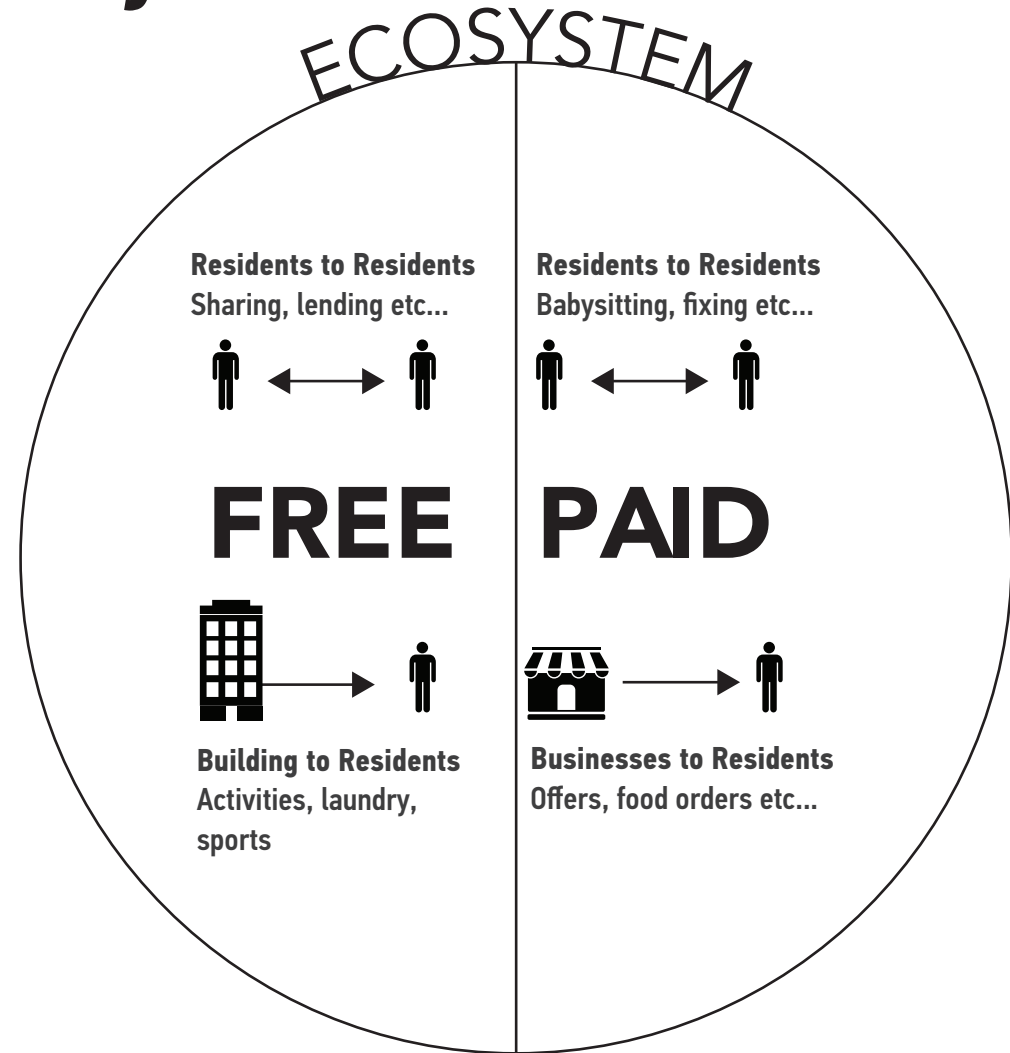 ECOSYSTEM
Residents to Residents
Sharing, lending etc...
Residents to Residents
Babysitting, fixing etc...
FREE
PAID
Building to Residents
Activities, laundry,
sports
Businesses to Residents
Offers, food orders etc...